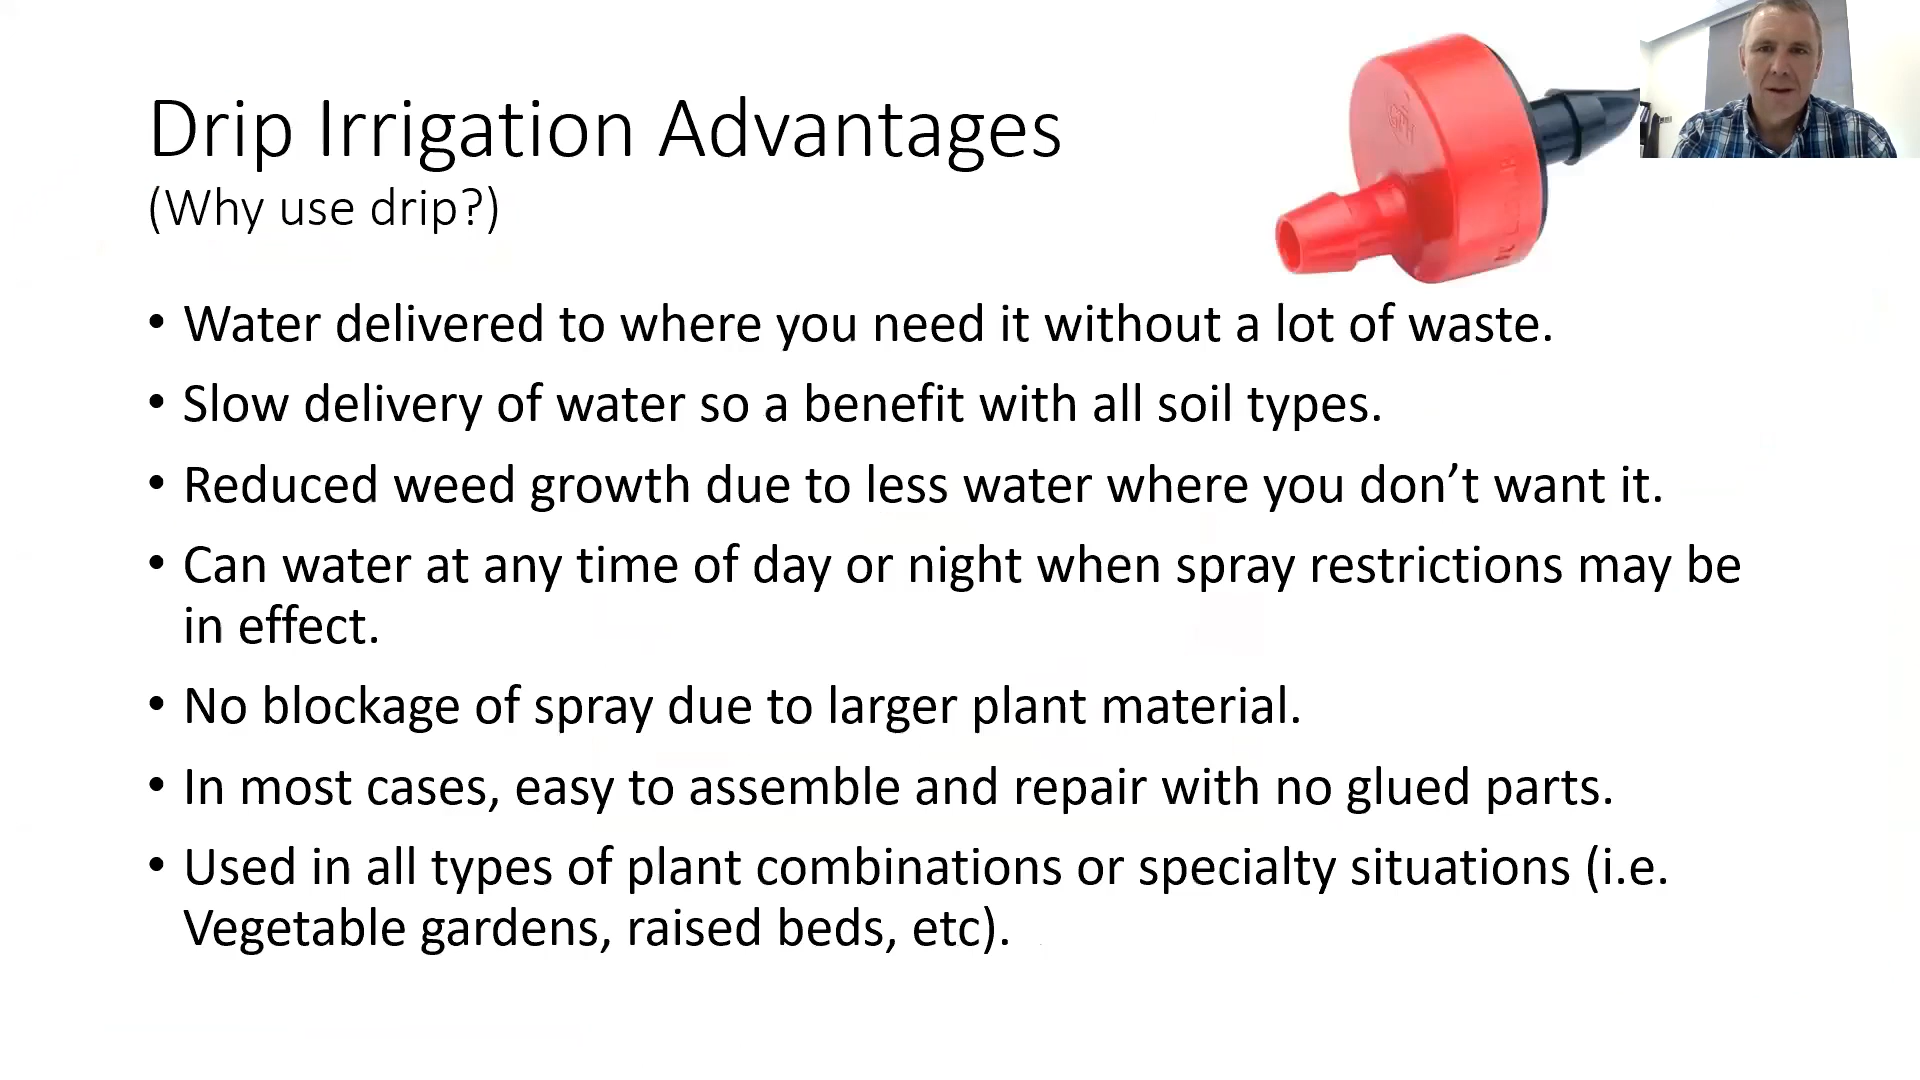 Drip Irrigation Advantages
(Why use drip?)
• Water delivered to where you need it without a lot of waste.
• Slow delivery of water so a benefit with all soil types.
• Reduced weed growth due to less water where you don’t want it.
• Can water at any time of day or night when spray restrictions may be
in effect.
• No blockage of spray due to larger plant material.
• In most cases, easy to assemble and repair with no glued parts.
• Used in all types of plant combinations or specialty situations (i.e.
Vegetable gardens, raised beds, etc).
GPH